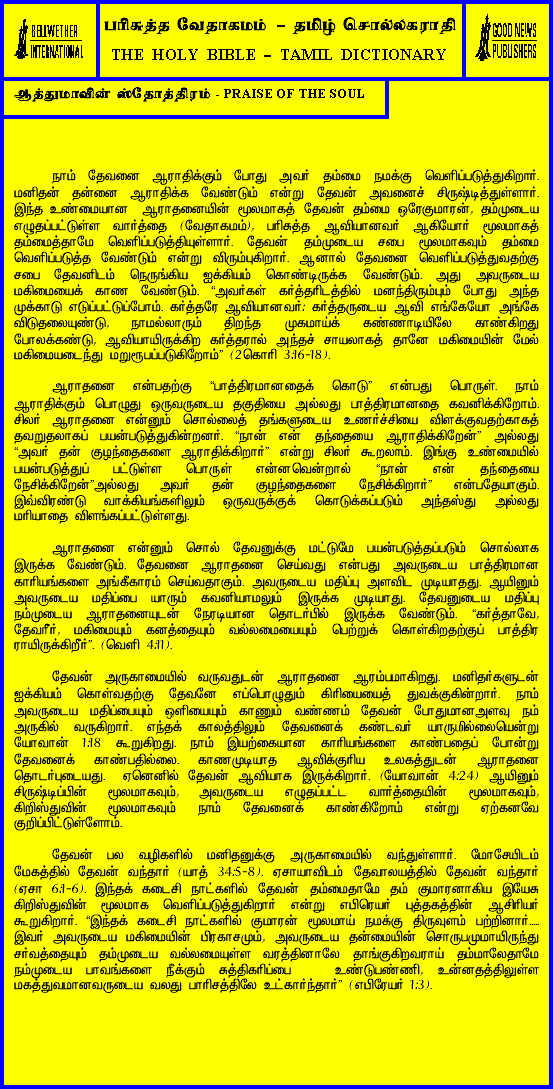 BELLWETHER
INTERNATIONAL
பரிசுத்த வேதாகமம் – தமிழ் சொல்லகராதி
THE HOLY BIBLE – TAMIL DICTIONARY
GOOD NEWS
PUBLISHERS
ஆத்துமாவின் ஸ்தோத்திரம் - PRAISE OF THE SOUL
நாம் தேவனை ஆராதிக்கும் போது அவர் தம்மை நமக்கு வெளிப்படுத்துகிறார்.
மனிதன் தன்னை ஆராதிக்க வேண்டும் என்று தேவன் அவனைச் சிருஷ்டித்துள்ளார்.
இந்த உண்மையான ஆராதனையின் மூலமாகத் தேவன் தம்மை ஒரேகுமாரன், தம்முடைய
எழுதப்பட்டுள்ள வார்த்தை (வேதாகமம்), பரிசுத்த ஆவியானவர் ஆகியோர் மூலமாகத்
தம்மைத்தாமே வெளிப்படுத்தியுள்ளார். தேவன் தம்முடைய சபை மூலமாகவும் தம்மை
வெளிப்படுத்த வேண்டும் என்று விரும்புகிறார். ஆனால் தேவனை வெளிப்படுத்துவதற்கு
சபை தேவனிடம் நெருங்கிய ஐக்கியம் கொண்டிருக்க வேண்டும். அது அவருடைய
மகிமையைக் காண வேண்டும். “அவர்கள் கர்த்தரிடத்தில் மனந்திரும்பும் போது அந்த
முக்காடு எடுப்பட்டுப்போம். கர்த்தரே ஆவியானவர்; கர்த்தருடைய ஆவி எங்கேயோ அங்கே
விடுதலையுண்டு, நாமல்லாரும் திறந்த முகமாய்க் கண்ணாடியிலே காண்கிறது
போலக்கண்டு, ஆவியாயிருக்கிற கர்த்தரால் அந்தச் சாயலாகத் தானே மகிமையின் மேல்
மகிமையடைந்து மறுரூபப்படுகிறோம்” (2கொரி 3:16-18).
ஆராதனை என்பதற்கு “பாத்திரமானதைக் கொடு” என்பது பொருள். நாம்
ஆராதிக்கும் பொழுது ஒருவருடைய தகுதியை அல்லது பாத்திரமானதை கவனிக்கிறோம்.
சிலர் ஆராதனை என்னும் சொல்லைத் தங்களுடைய உணர்ச்சியை விளக்குவதற்காகத்
தவறுதலாகப் பயன்படுத்துகின்றனர். “நான் என் தந்தையை ஆராதிக்கிறேன்” அல்லது
“அவர் தன் குழந்தைகளை ஆராதிக்கிறார்” என்று சிலர் கூறலாம். இங்கு உண்மையில்
பயன்படுத்துப் பட்டுள்ள பொருள் என்னவென்றால் “நான் என் தந்தையை
நேசிக்கிறேன்”அல்லது அவர் தன் குழந்தைகளை நேசிக்கிறார்” என்பதேயாகும்.
இவ்விரண்டு வாக்கியங்களிலும் ஒருவருக்குக் கொடுக்கப்படும் அந்தஸ்து அல்லது
மரியாதை விளங்கப்பட்டுள்ளது.
ஆராதனை என்னும் சொல் தேவனுக்கு மட்டுமே பயன்படுத்தப்படும் சொல்லாக
இருக்க வேண்டும். தேவனை ஆராதனை செய்வது என்பது அவருடைய பாத்திரமான
காரியங்களை அங்கீகாரம் செய்வதாகும். அவருடைய மதிப்பு அளவிட முடியாதது. ஆயினும்
அவருடைய மதிப்பை யாரும் கவனியாமலும் இருக்க முடியாது. தேவனுடைய மதிப்பு
நம்முடைய ஆராதனையுடன் நேரடியான தொடர்பில் இருக்க வேண்டும். “கர்த்தாவே,
தேவரீர், மகிமையும் கனத்தையும் வல்லமையையும் பெற்றுக் கொள்கிறதற்குப் பாத்திர
ராயிருக்கிறீர்”. (வெளி 4:11).
தேவன் அருகாமையில் வருவதுடன் ஆராதனை ஆரம்பமாகிறது. மனிதர்களுடன்
ஐக்கியம் கொள்வதற்கு தேவனே எப்பொழுதும் கிரியையைத் துவக்குகின்றார். நாம்
அவருடைய மதிப்பையும் ஒளியையும் காணும் வண்ணம் தேவன் போதுமானஅளவு நம்
அருகில் வருகிறார். எந்தக் காலத்திலும் தேவனைக் கண்டவர் யாருமில்லையென்று
யோவான் 1:18 கூறுகிறது. நாம் இயற்கையான காரியங்களை காண்பதைப் போன்று
தேவனைக் காண்பதில்லை. காணமுடியாத ஆவிக்குரிய உலகத்துடன் ஆராதனை
தொடர்புடையது. ஏனெனில் தேவன் ஆவியாக இருக்கிறார். (யோவான் 4:24) ஆயினும்
சிருஷ்டிப்பின் மூலமாகவும், அவருடைய எழுதப்பட்ட வார்த்தையின் மூலமாகவும்,
கிறிஸ்துவின் மூலமாகவும் நாம் தேவனைக் காண்கிறோம் என்று ஏற்கனவே
குறிப்பிட்டுள்ளோம்.
தேவன் பல வழிகளில் மனிதனுக்கு அருகாமையில் வந்துள்ளார். மோசேயிடம்
மேகத்தில் தேவன் வந்தார் (யாத் 34:5-8). ஏசாயாவிடம் தேவாலயத்தில் தேவன் வந்தார்
(ஏசா 6:1-6). இந்தக் கடைசி நாட்களில் தேவன் தம்மைதாமே தம் குமாரனாகிய இயேசு
கிறிஸ்துவின் மூலமாக வெளிப்படுத்துகிறார் என்று எபிரெயர் புத்தகத்தின் ஆசிரியர்
கூறுகிறார். “இந்தக் கடைசி நாட்களில் குமாரன் மூலமாய் நமக்கு திருவுளம் பற்றினார்.....
இவர் அவருடைய மகிமையின் பிரகாசமும், அவருடைய தன்மையின் சொரூபமுமாயிருந்து
சர்வத்தையும் தம்முடைய வல்லமையுள்ள வரத்தினாலே தாங்குகிறவராய் தம்மாலேதாமே
நம்முடைய பாவங்களை நீக்கும் சுத்திகரிப்பை உண்டுபண்ணி, உன்னதத்திலுள்ள
மகத்துவமானவருடைய வலது பாரிசத்திலே உட்கார்ந்தார்” (எபிரேயர் 1:3).